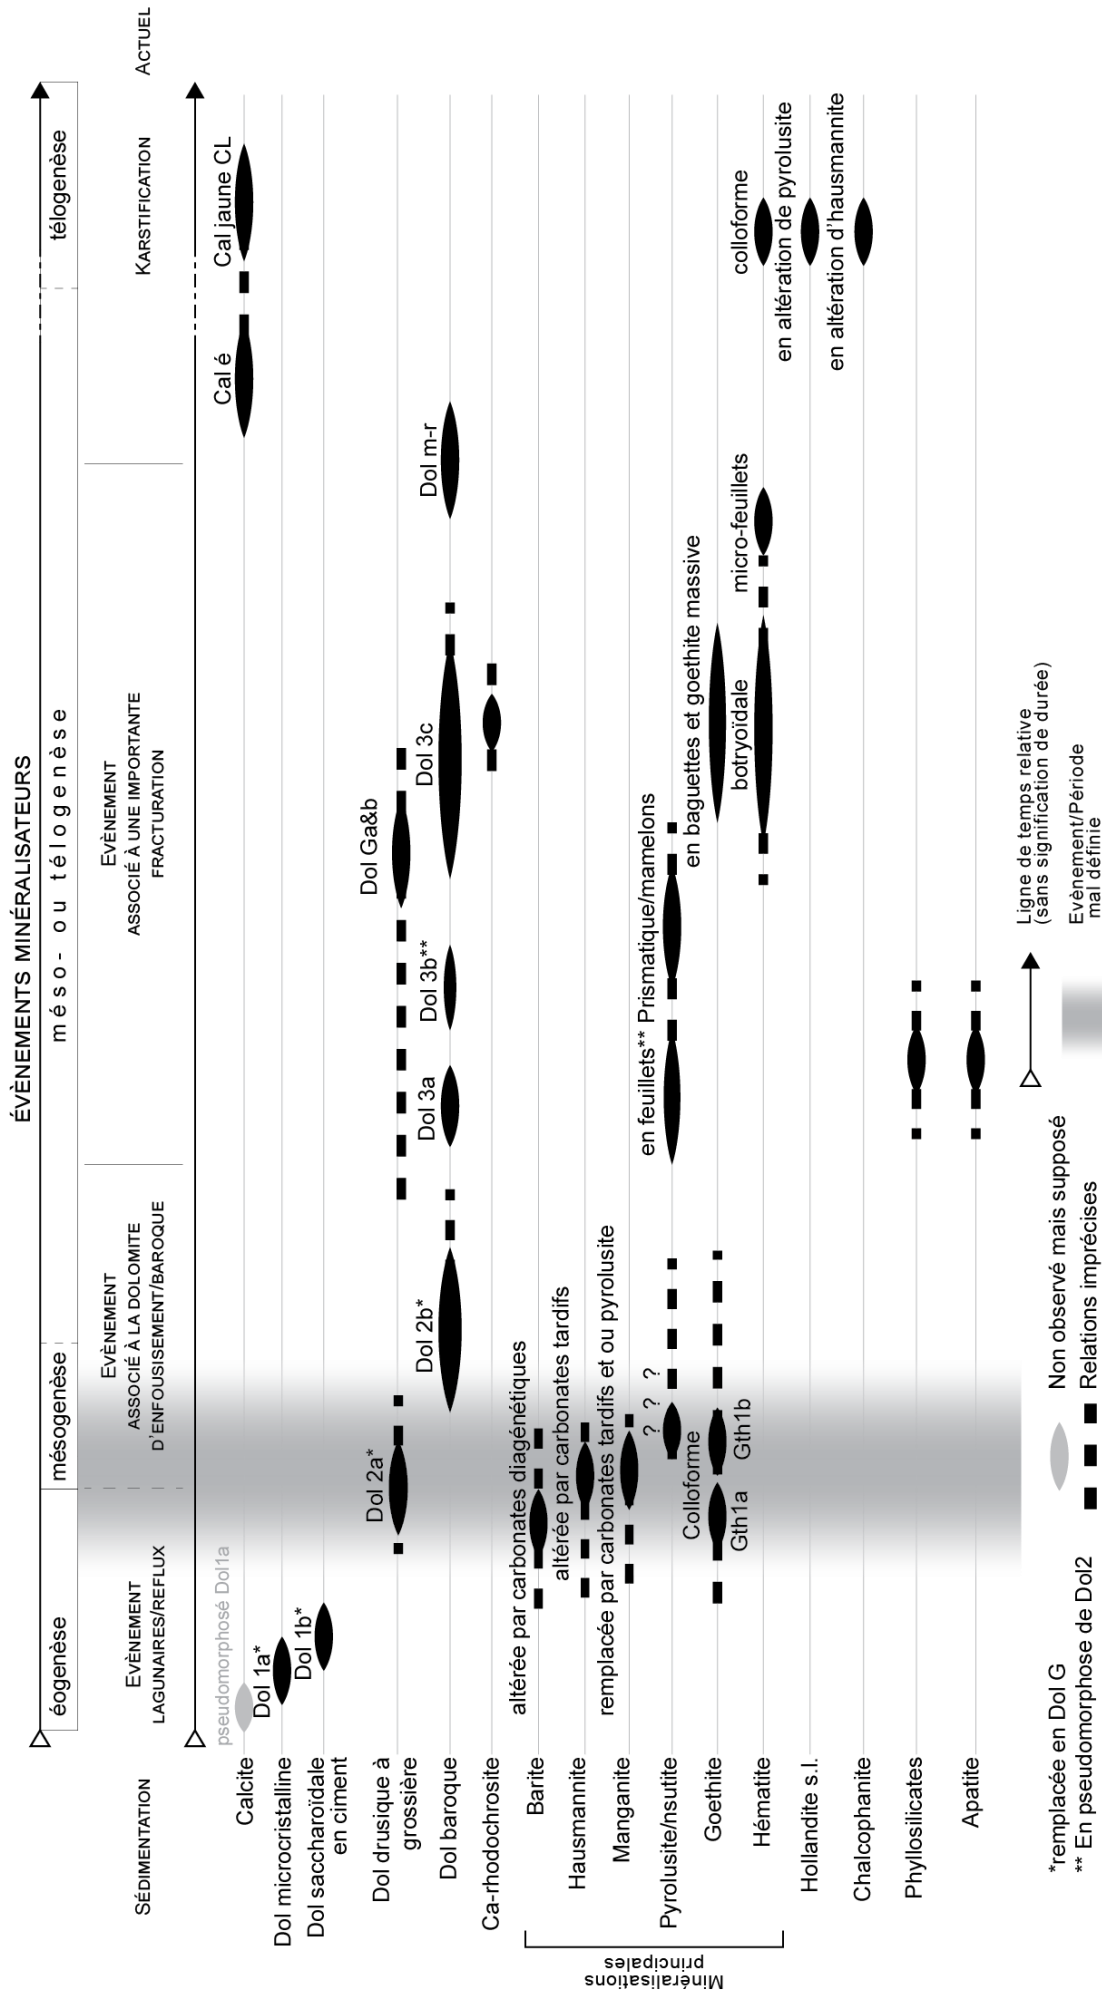 ÉVÈNEMENTS MINÉRALISATEURS
éogenèse
mésogenèse
méso- ou télogenèse
télogenèse
SÉDIMENTATION
EVÈNEMENT
LAGUNAIRES/REFLUX
EVÈNEMENT
ASSOCIÉ À LA DOLOMITE
D'ENFOUSISEMENT/BAROQUE
EVÈNEMENT
ASSOCIÉ À UNE IMPORTANTE
FRACTURATION
KARSTIFICATION
ACTUEL
Calcite
pseudomorphosé Dol1a
Cal é
Cal jaune CL
Dol microcristalline
Dol 1a*
Dol saccharoïdale
en ciment
Dol 1b*
Dol drusique à
grossière
Dol 2a*
Dol Ga&b
Dol baroque
Dol 2b*
Dol 3a
Dol 3b**
Dol 3c
Dol m-r
Ca-rhodochrosite
Minéralisations
principales
Barite
altérée par carbonates diagénétiques
Hausmannite
altérée par carbonates tardifs
Manganite
remplacée par carbonates tardifs et ou pyrolusite
Pyrolusite/nsutite
? ? ?
en feuillets** Prismatique/mamelons
Goethite
Colloforme
Gth1a
Gth1b
en baguettes et goethite massive
Hématite
botryoïdale
micro-feuillets
colloforme
Hollandite s.l.
en altération de pyrolusite
Chalcophanite
en altération d'hausmannite
Phyllosilicates
Apatite
*remplacée en Dol G
** En pseudomorphose de Dol2
Non observé mais supposé
Relations imprécises
Ligne de temps relative
(sans signification de durée)
Evènement/Période
mal définie